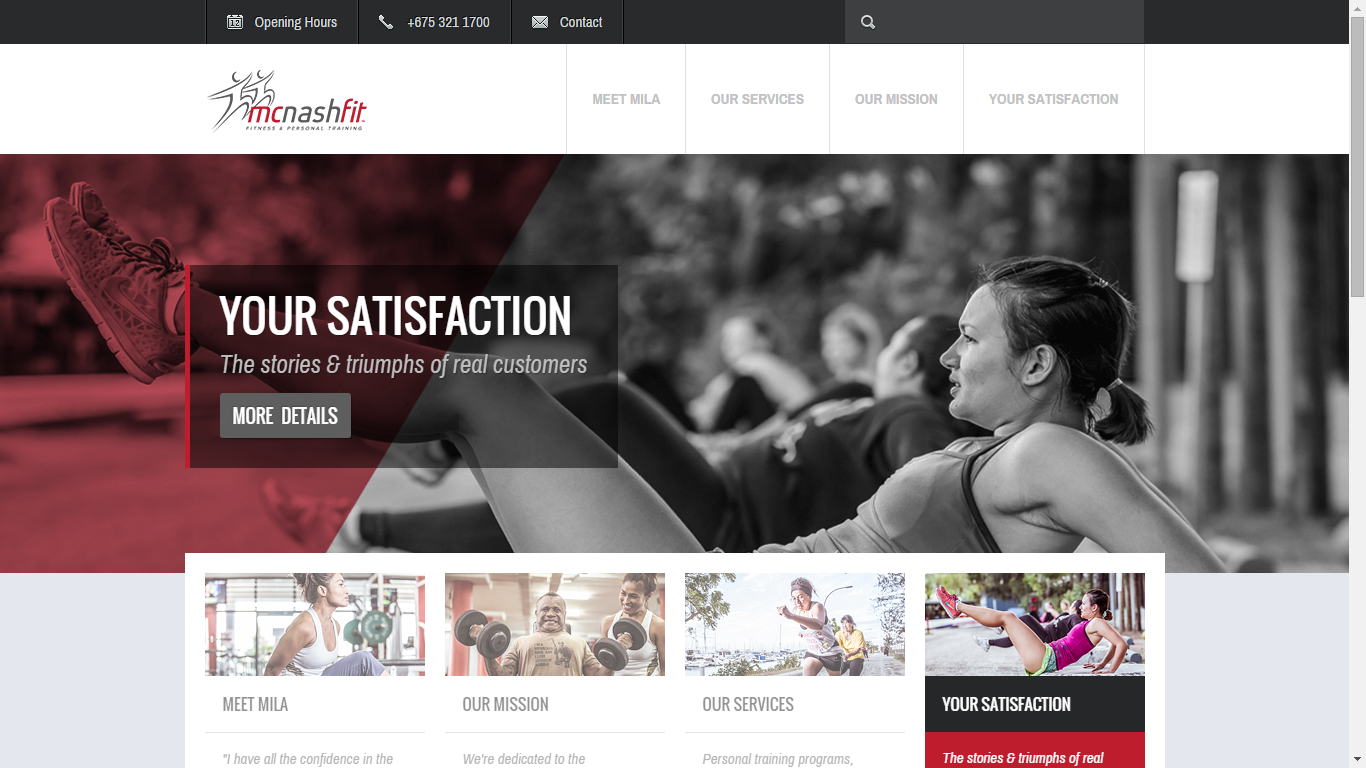 Opening Hours
+675 321 1700
Contact
mcnashfit
FITNESS & PERSONAL TRAINING
MEET MILA
OUR SERVICES
OUR MISSION
YOUR SATISFACTION
YOUR SATISFACTION
The stories & triumphs of real customers
MORE DETAILS
MEET MILA
OUR MISSION
OUR SERVICES
YOUR SATISFACTION
"I have all the confidence in the
We're dedicated to the
Personal training programs,
The stories & triumphs of real